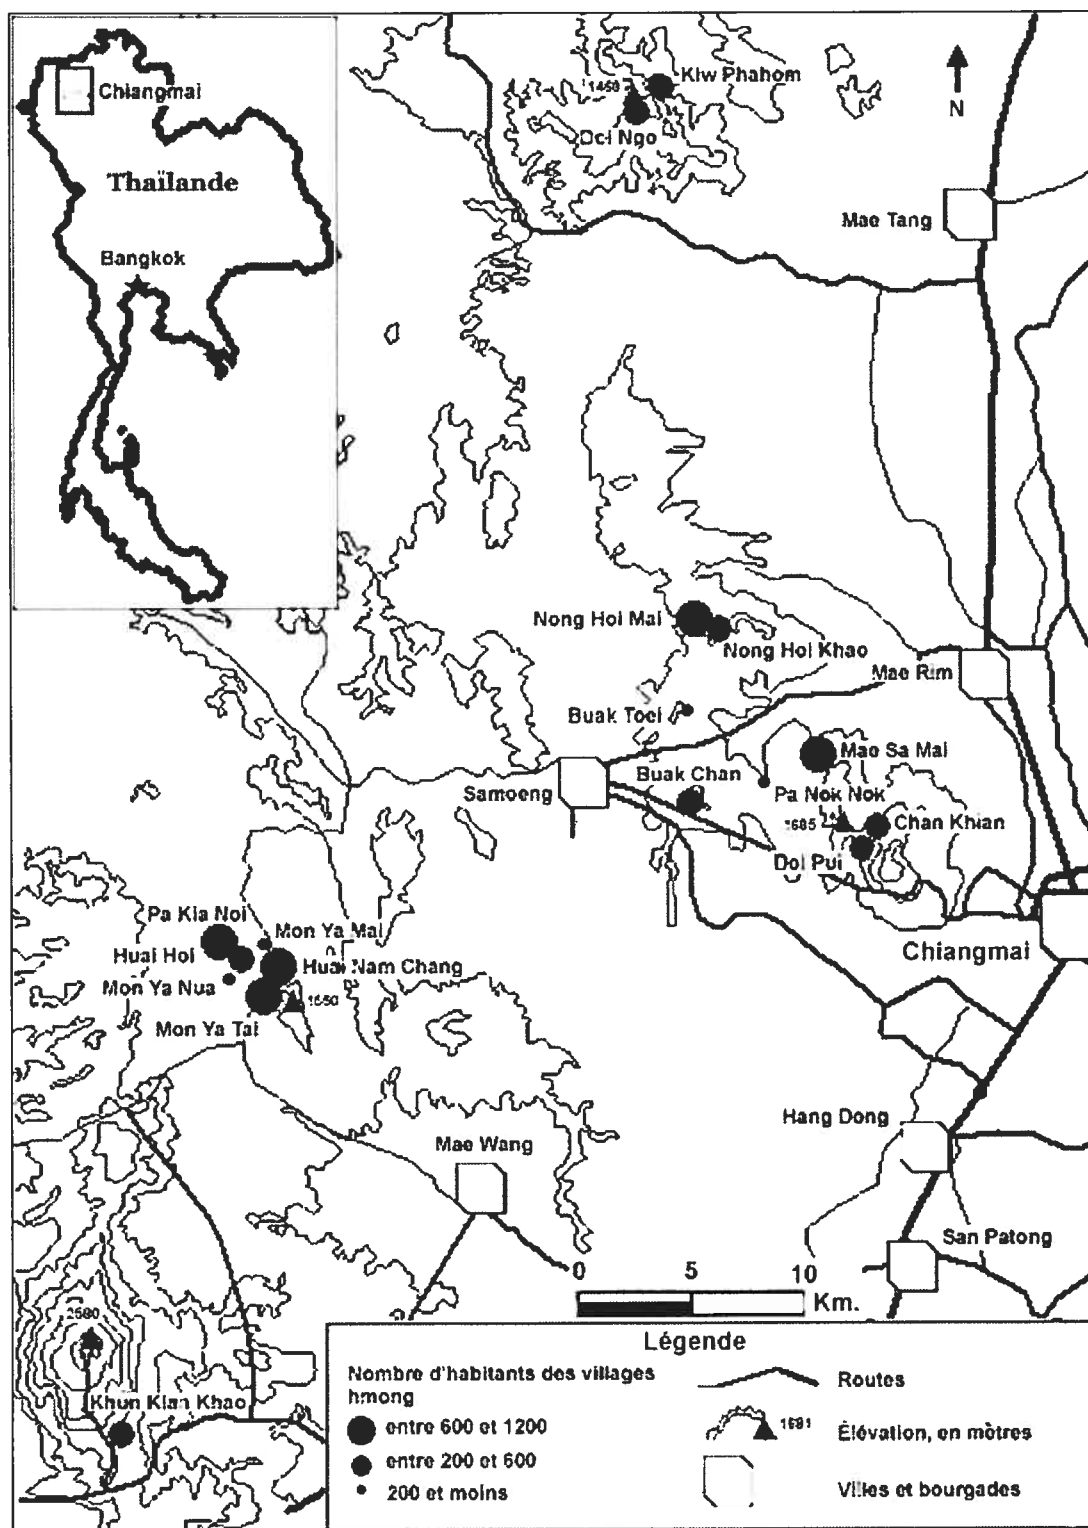 Chiangmai
Thaïlande
Bangkok
Kiw Phahom
1450
Doi Ngo
N
Mae Tang
Nong Hoi Mai
Nong Hoi Khao
Mae Rim
Buak Toei
Mae Sa Mai
Buak Chan
Samoeng
Pa Nok Nok
1685
Chan Khian
Doi Pui
Pa Kia Noi
Mon Ya Mai
Huai Hoi
Huai Nam Chang
Chiangmai
Mon Ya Nua
1550
Mon Ya Tai
Hang Dong
Mae Wang
San Patong
0 5 10
Km.
Khun Klan Khao
Légende
Nombre d'habitants des villages
hmong
entre 600 et 1200
entre 200 et 600
200 et moins
Routes
1691
Élévation, en mètres
Villes et bourgades